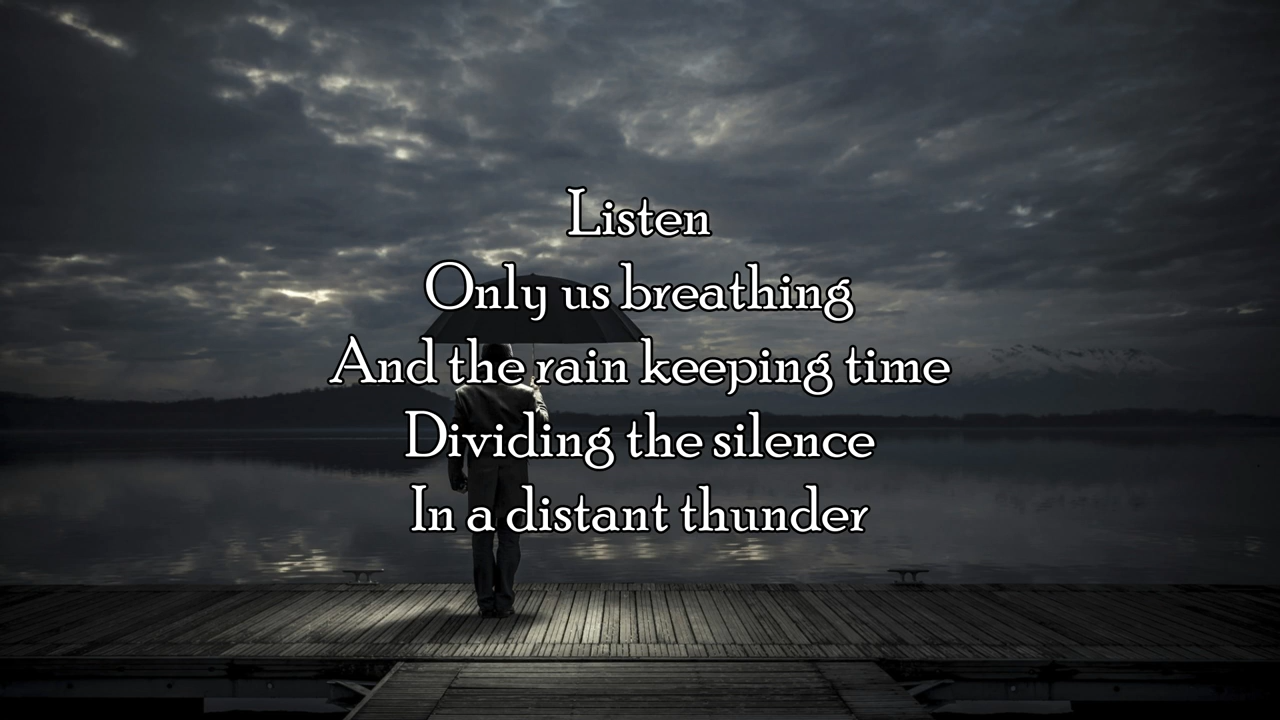 Listen
Only us breathing
And the rain keeping time
Dividing the silence
In a distant thunder